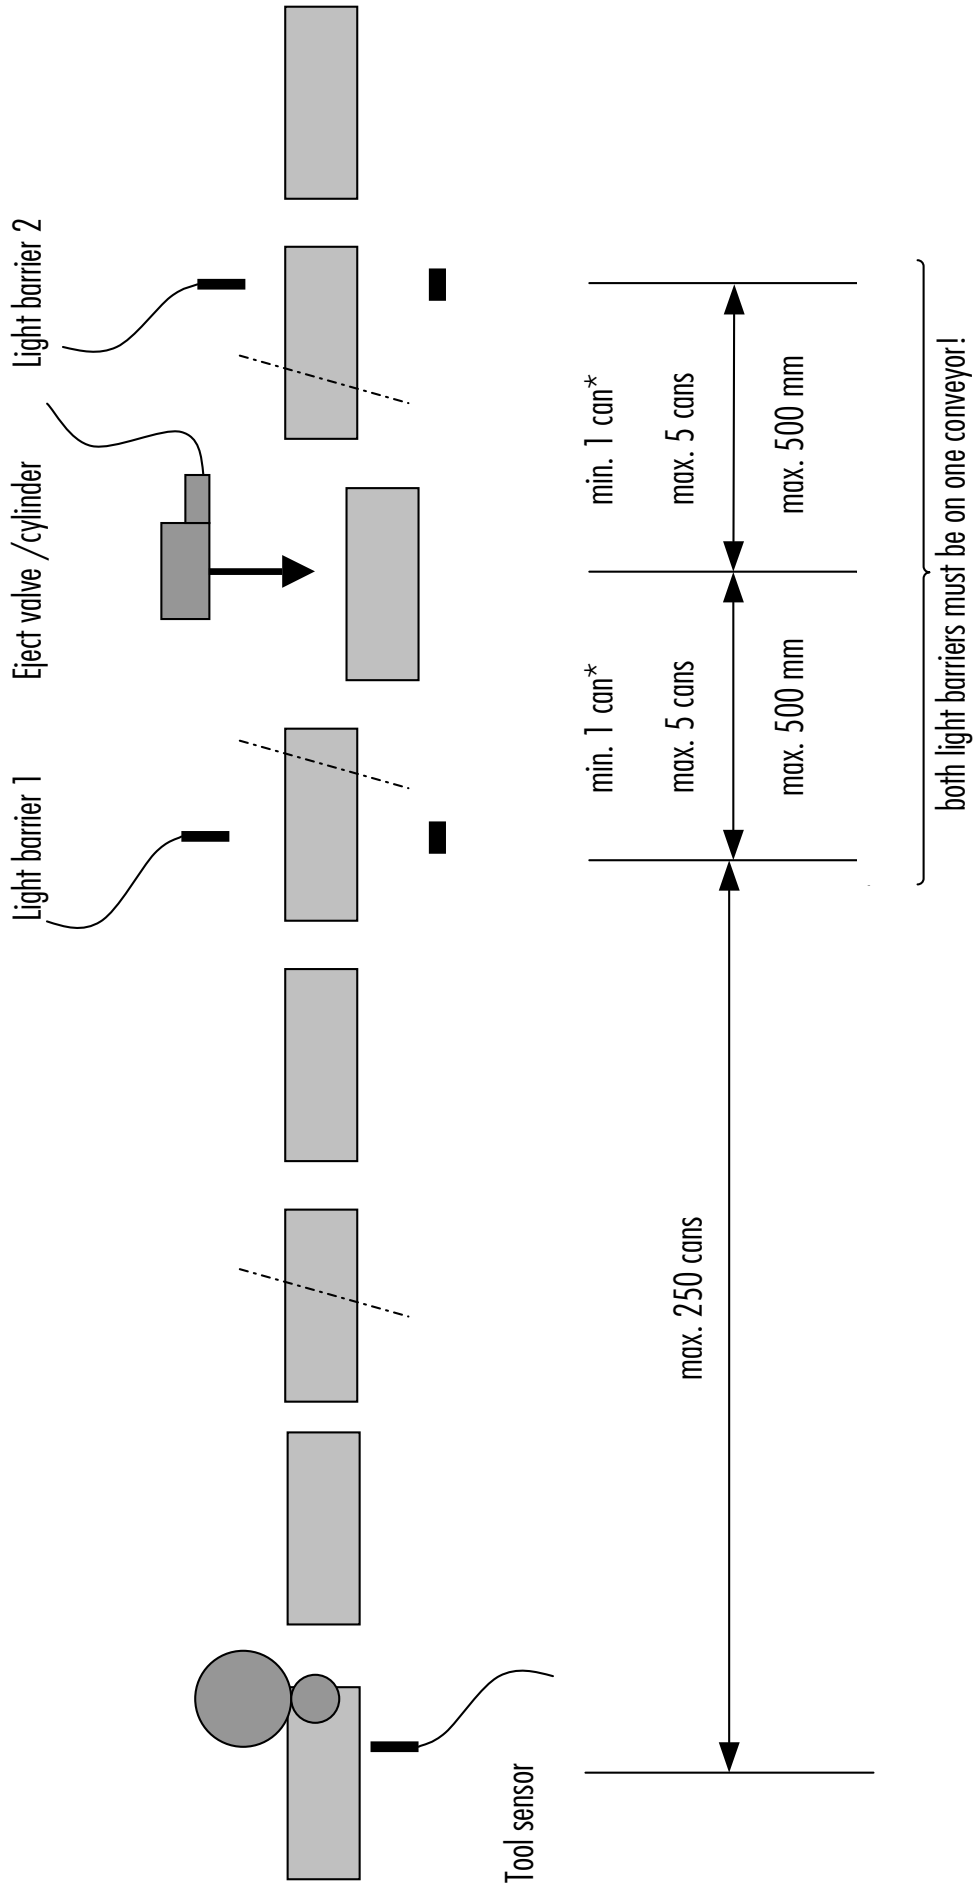 Light barrier 1
Eject valve /cylinder
Light barrier 2
Tool sensor
max. 250 cans
min. 1 can*
max. 5 cans
max. 500 mm
min. 1 can*
max. 5 cans
max. 500 mm
both light barriers must be on one conveyor!